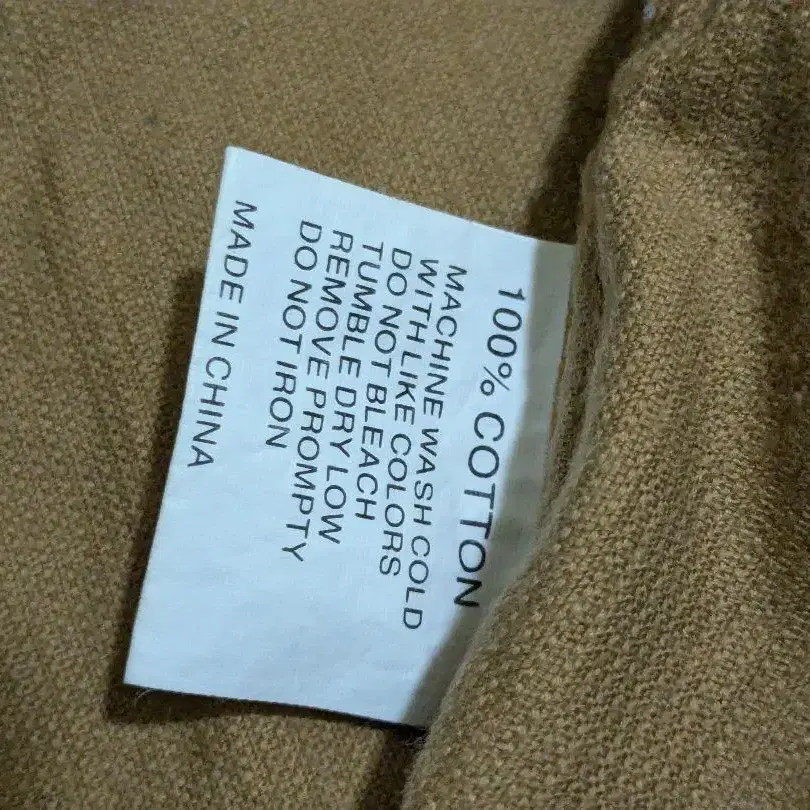 100% COTTON
MACHINE WASH COLD
WITH LIKE COLORS
DO NOT BLEACH
TUMBLE DRY LOW
REMOVE PROMPTY
DO NOT IRON
MADE IN CHINA